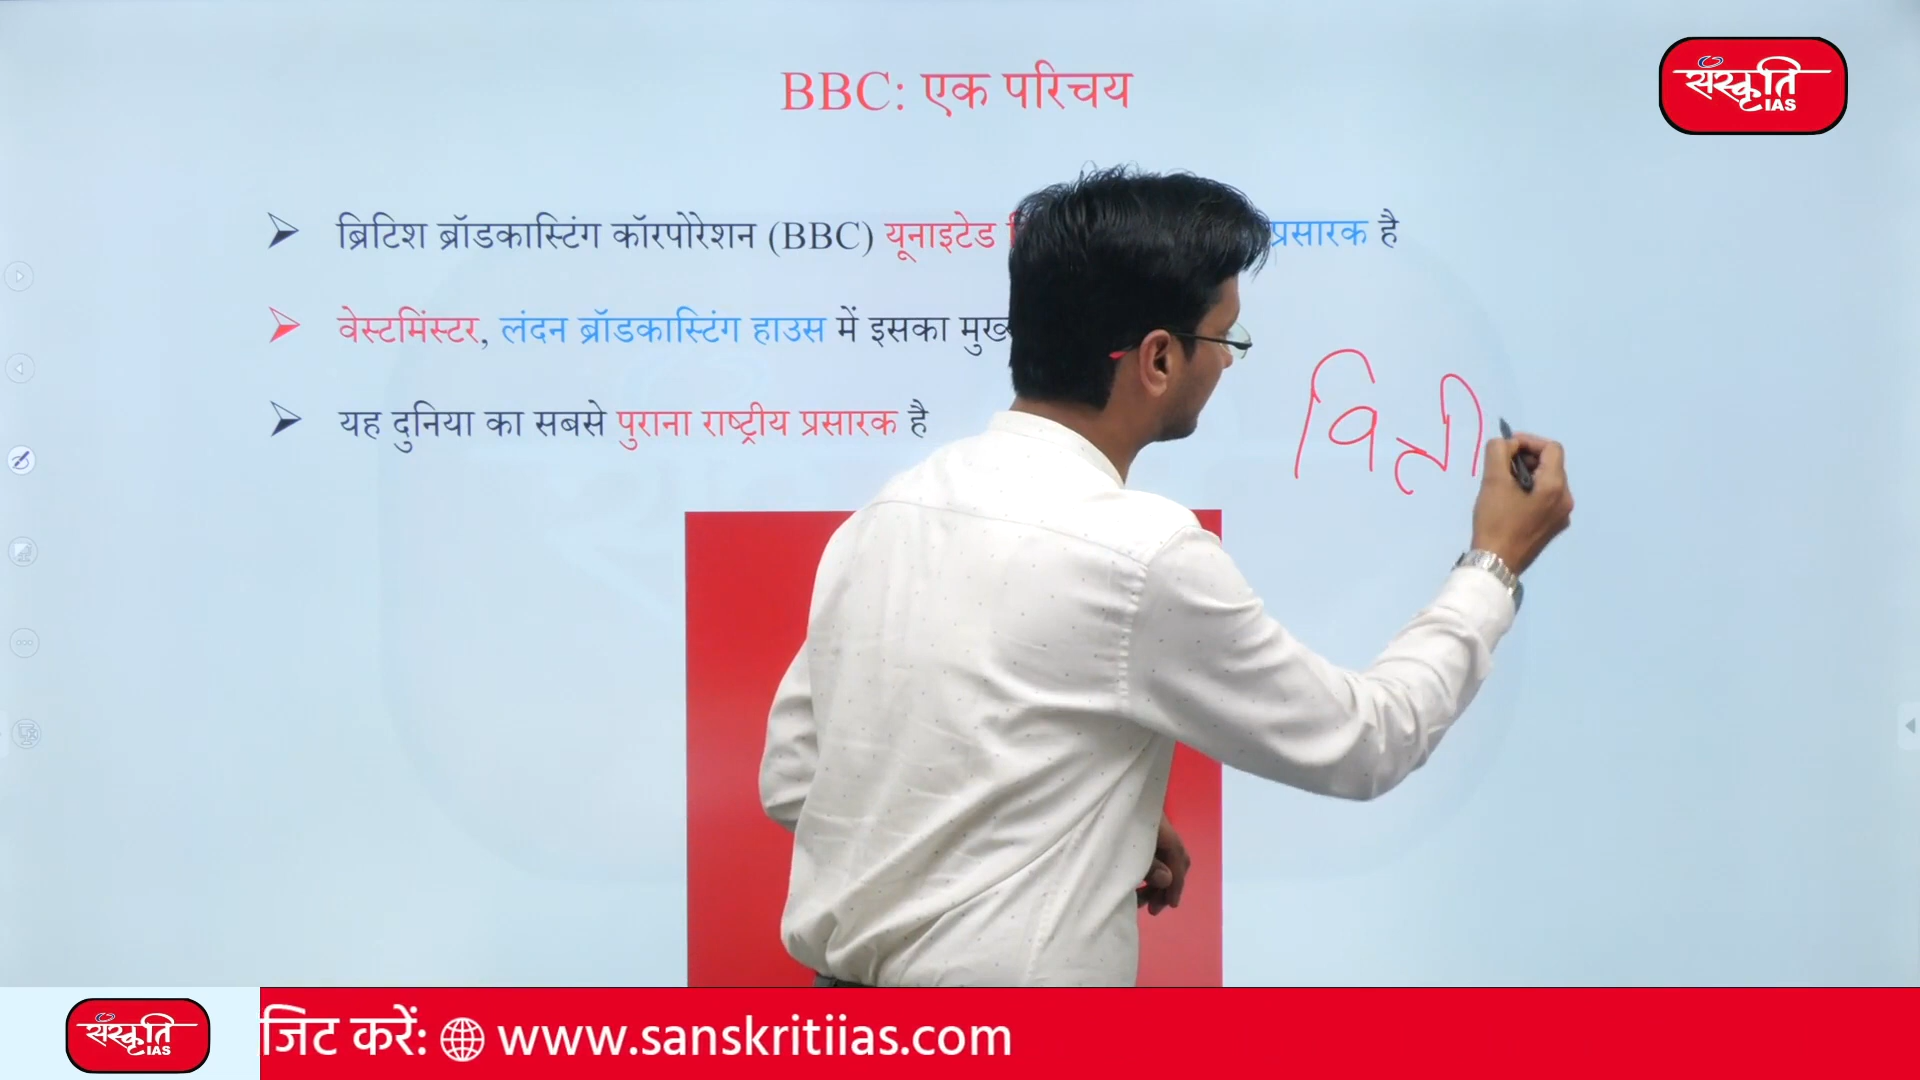 BBC: एक परिचय
संस्कृति
IAS
ब्रिटिश ब्रॉडकास्टिंग कॉरपोरेशन (BBC) यूनाइटेड प्रसारक है
वेस्टमिंस्टर, लंदन ब्रॉडकास्टिंग हाउस में इसका
यह दुनिया का सबसे पुराना राष्ट्रीय प्रसारक है
संस्कृति
IAS
जिट करें: www.sanskritiias.com